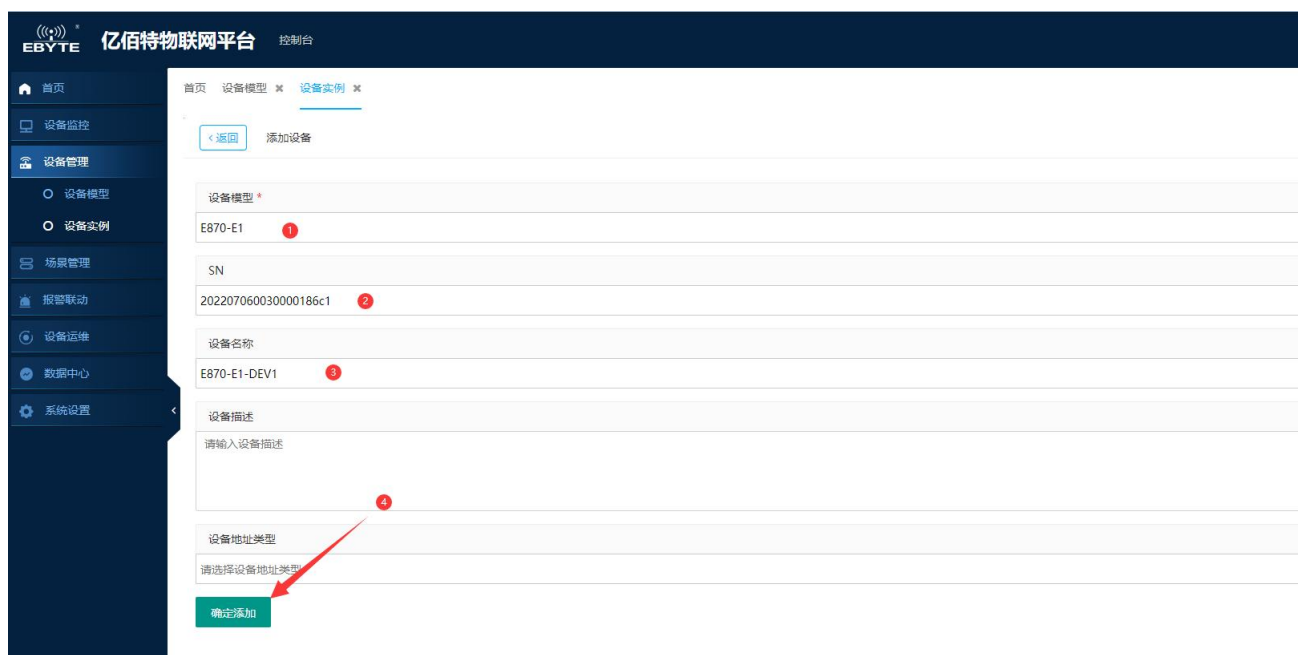 EBYTE 亿佰特物联网平台 控制台
首页
设备监控
设备管理
设备模型
设备实例
场景管理
报警联动
设备运维
数据中心
系统设置
首页 设备模型 ✖ 设备实例 ✖
<返回 添加设备
设备模型 *
E870-E1 1
SN
202207060030000186c1 2
设备名称
E870-E1-DEV1 3
设备描述
请输入设备描述
4
设备地址类型
请选择设备地址类型
确定添加